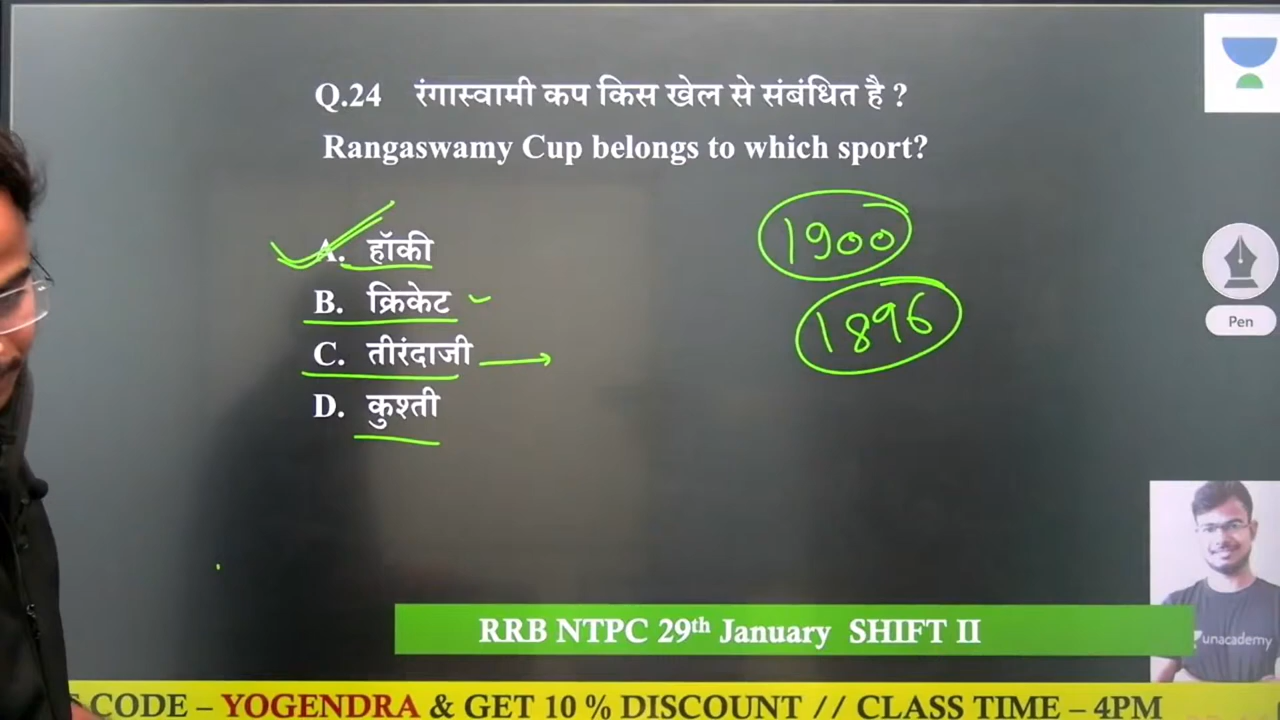 Q.24 रंगास्वामी कप किस खेल से संबंधित है ?
Rangaswamy Cup belongs to which sport?
A. हॉकी
B. क्रिकेट
C. तीरंदाजी
D. कुश्ती
1900
1896
Pen
unacademy
RRB NTPC 29th January SHIFT II
CODE – YOGENDRA & GET 10 % DISCOUNT // CLASS TIME – 4PM